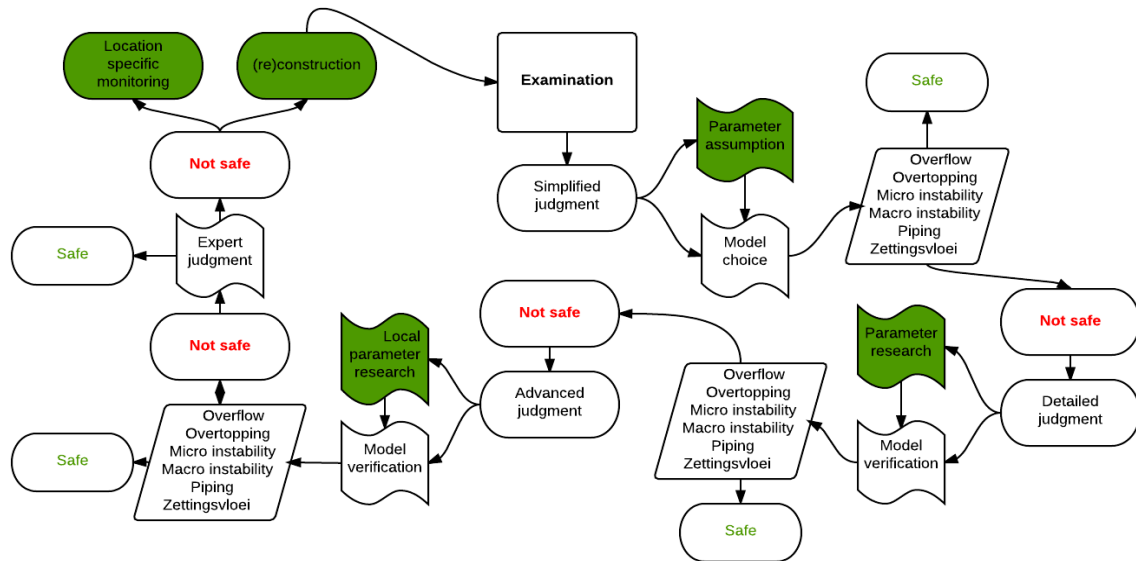 Location
specific
monitoring
(re)construction
Examination
Safe
Parameter
assumption
Not safe
Simplified
judgment
Overflow
Overtopping
Micro instability
Macro instability
Piping
Zettingsvloei
Expert
judgment
Safe
Model
choice
Not safe
Not safe
Not safe
Local
parameter
research
Parameter
research
Advanced
judgment
Overflow
Overtopping
Micro instability
Macro instability
Piping
Zettingsvloei
Detailed
judgment
Overflow
Overtopping
Micro instability
Macro instability
Piping
Zettingsvloei
Model
verification
Model
verification
Safe
Safe